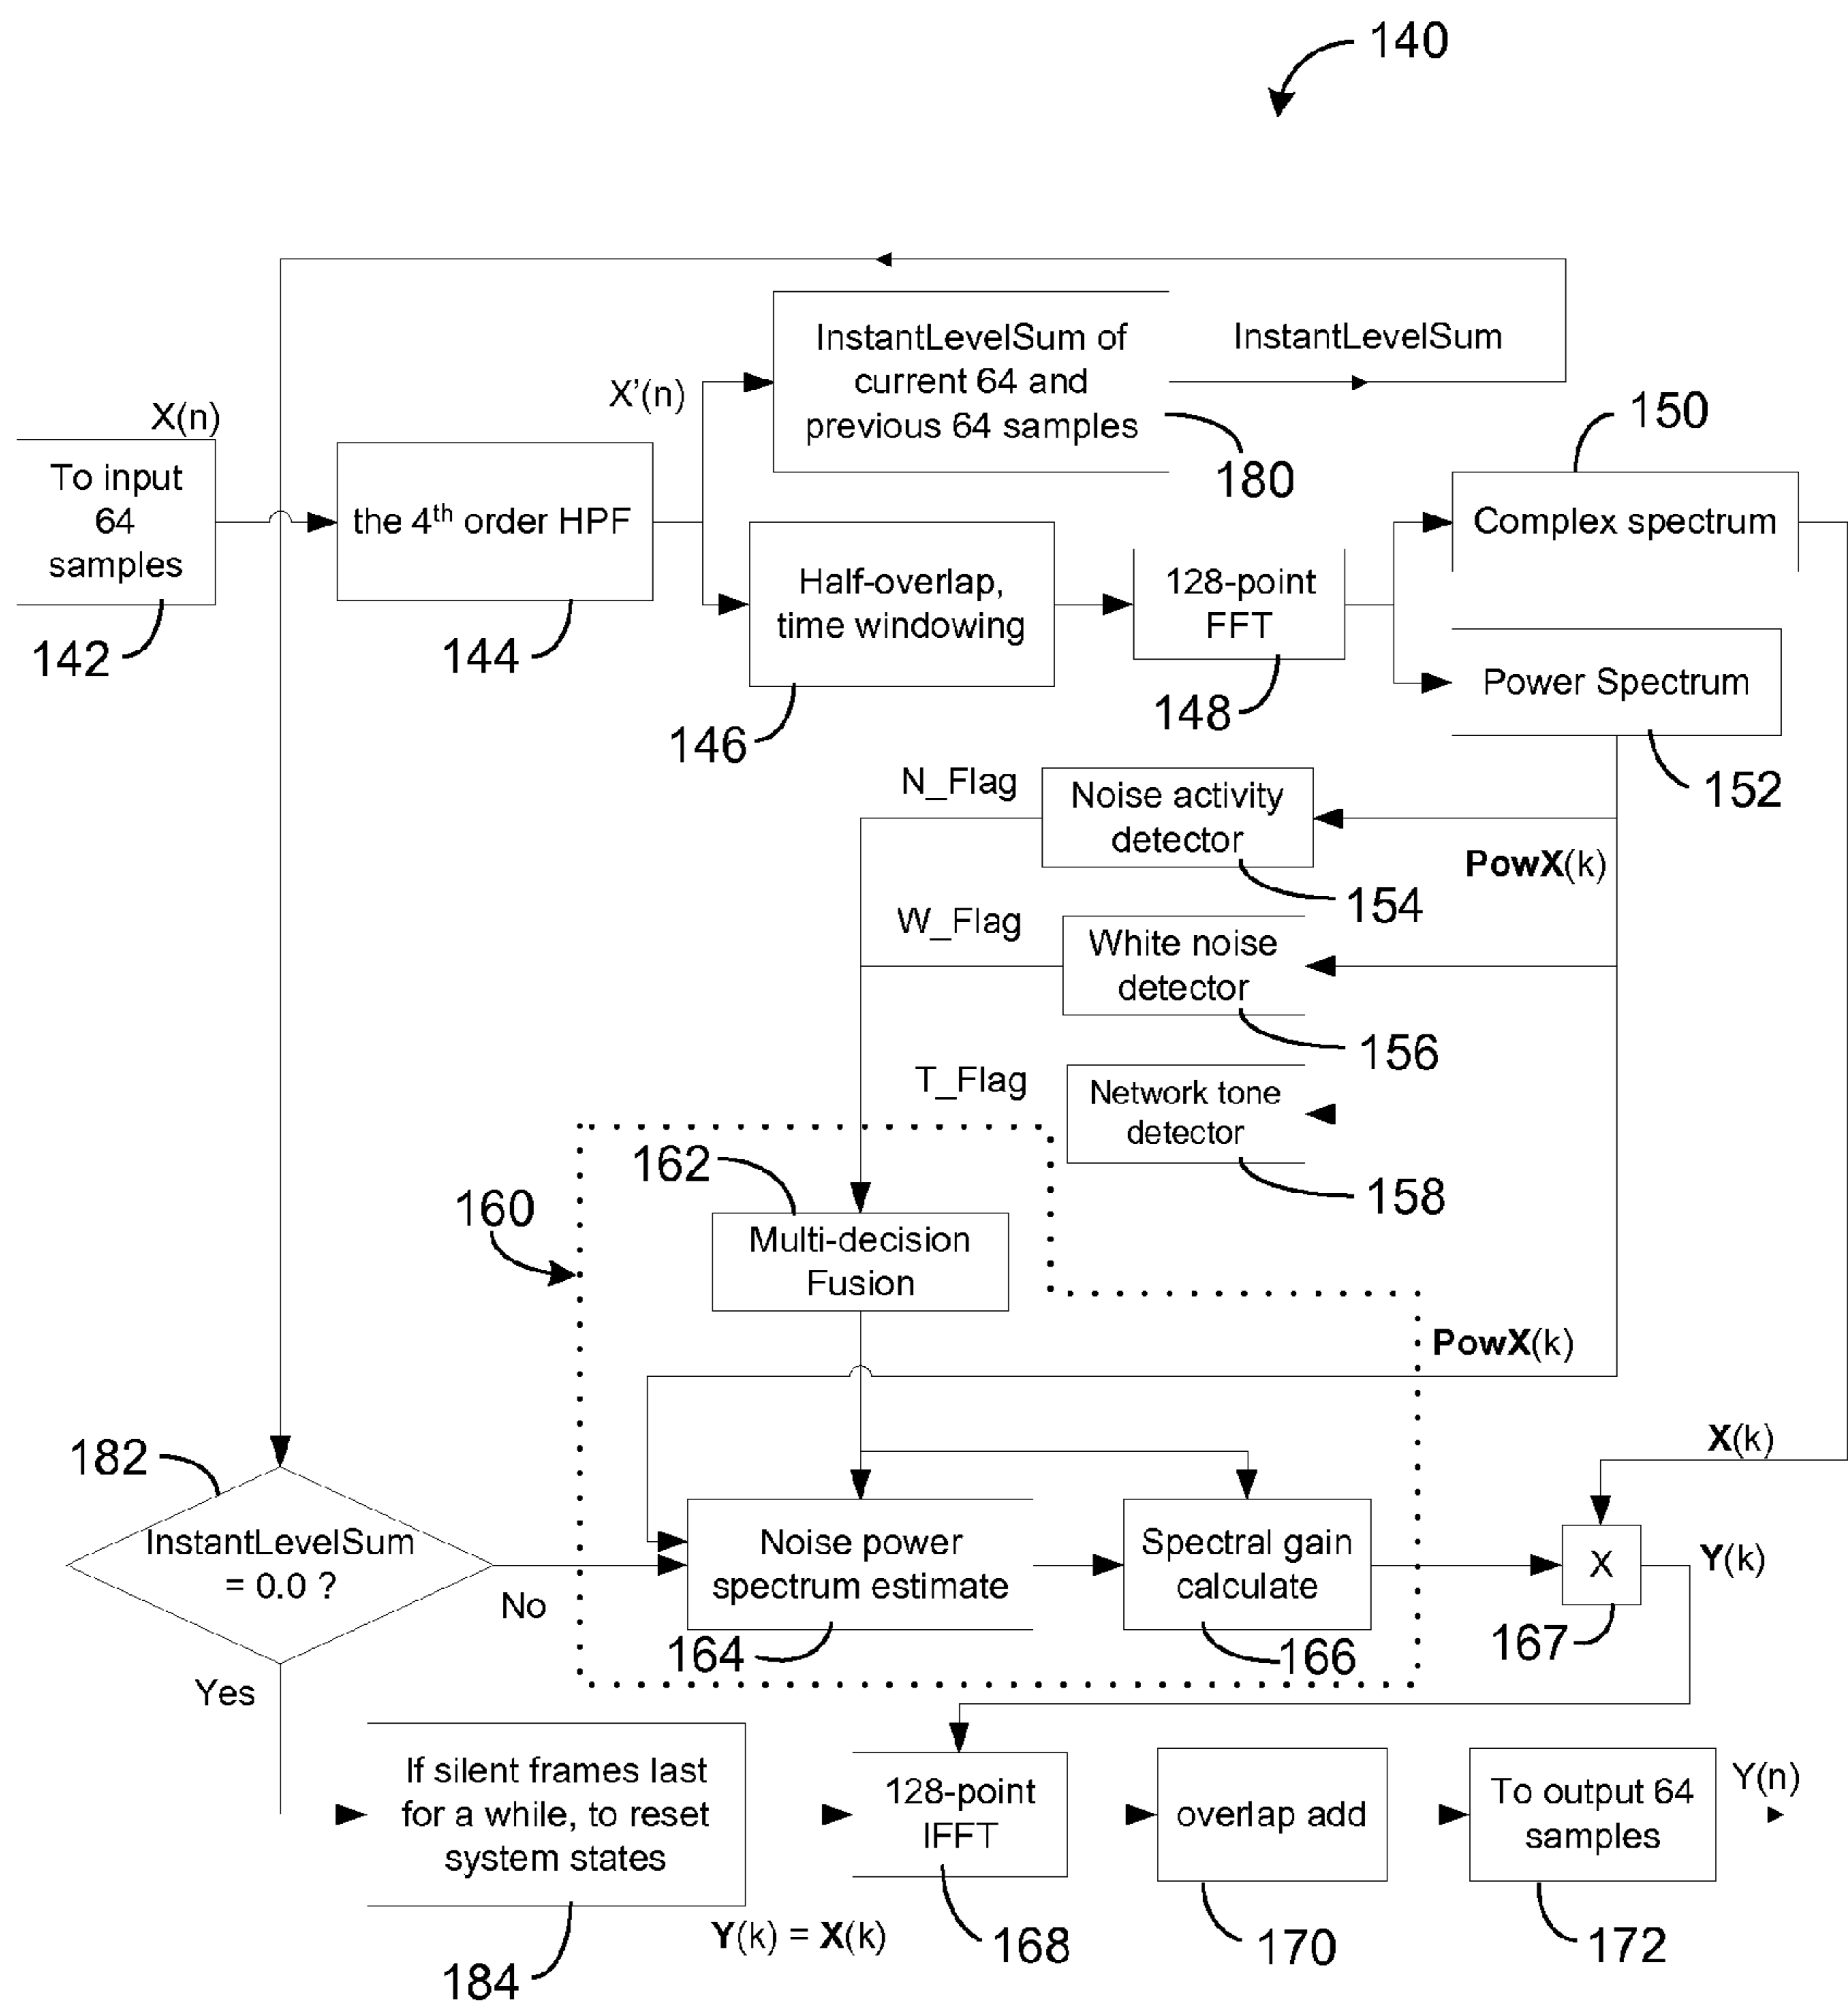 140
InstantLevelSum of
current 64 and
previous 64 samples
InstantLevelSum
X(n)
X'(n)
180
150
To input
64
samples
142
the 4th order HPF
144
Half-overlap,
time windowing
146
128-point
FFT
148
Complex spectrum
Power Spectrum
152
N_Flag
Noise activity
detector
154
PowX(k)
W_Flag
White noise
detector
156
T_Flag
Network tone
detector
158
160
162
Multi-decision
Fusion
PowX(k)
182
InstantLevelSum
= 0.0 ?
No
Yes
Noise power
spectrum estimate
164
Spectral gain
calculate
166
X(k)
X
Y(k)
167
If silent frames last
for a while, to reset
system states
184
Y(k) = X(k)
128-point
IFFT
168
overlap add
170
To output 64
samples
172
Y(n)